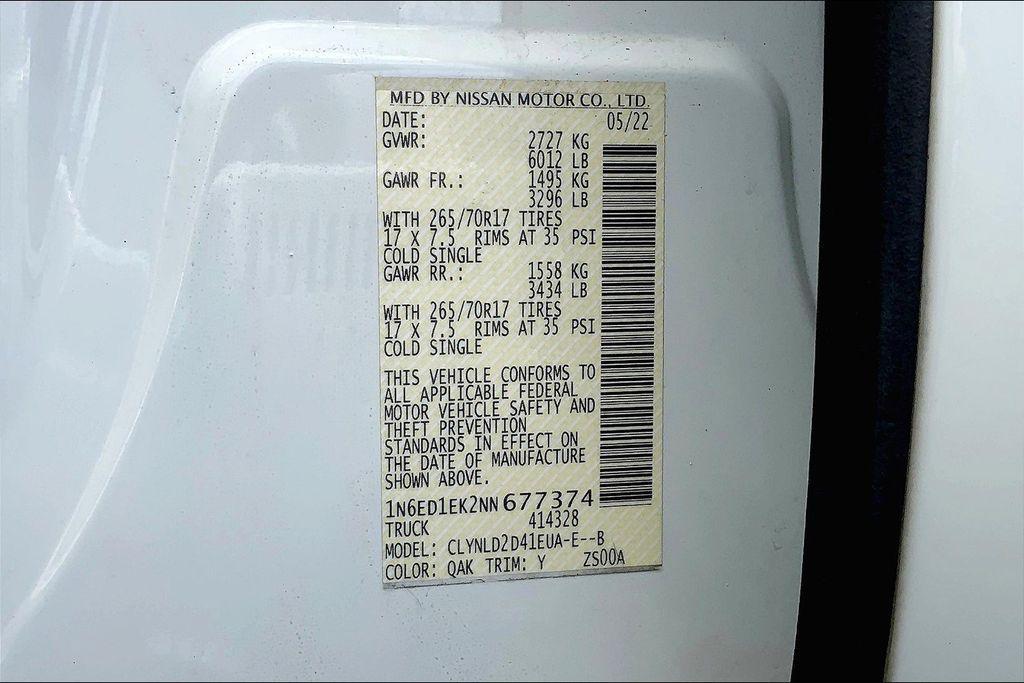 MFD BY NISSAN MOTOR CO., LTD.
DATE: 05/22
GVWR: 2727 KG
6012 LB
GAWR FR.: 1495 KG
3296 LB
WITH 265/70R17 TIRES
17 X 7.5 RIMS AT 35 PSI
COLD SINGLE
GAWR RR.: 1558 KG
3434 LB
WITH 265/70R17 TIRES
17 X 7.5 RIMS AT 35 PSI
COLD SINGLE
THIS VEHICLE CONFORMS TO
ALL APPLICABLE FEDERAL
MOTOR VEHICLE SAFETY AND
THEFT PREVENTION
STANDARDS IN EFFECT ON
THE DATE OF MANUFACTURE
SHOWN ABOVE.
1N6ED1EK2NN677374
TRUCK 414328
MODEL: CLYNLD2D41EUA-E--B
COLOR: QAK TRIM: Y ZS00A